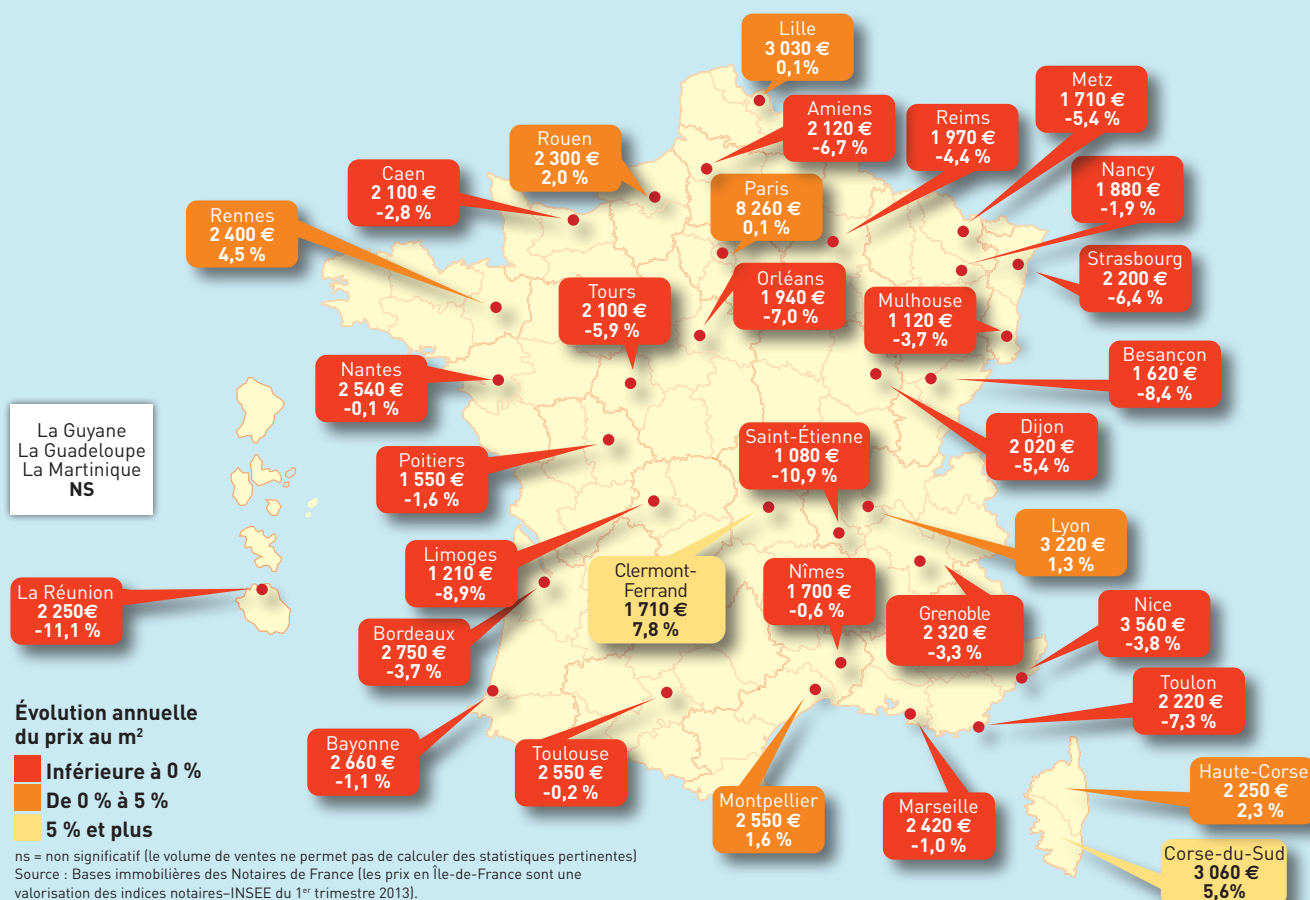 Lille
3 030 €
0,1%
Metz
1 710 €
-5,4 %
Amiens
2 120 €
-6,7 %
Reims
1 970 €
-4,4 %
Rouen
2 300 €
2,0 %
Caen
2 100 €
-2,8 %
Paris
8 260 €
0,1 %
Nancy
1 880 €
-1,9 %
Rennes
2 400 €
4,5 %
Strasbourg
2 200 €
-6,4 %
Orléans
1 940 €
-7,0 %
Tours
2 100 €
-5,9 %
Mulhouse
1 120 €
-3,7 %
Besançon
1 620 €
-8,4 %
Nantes
2 540 €
-0,1 %
La Guyane
La Guadeloupe
La Martinique
NS
Dijon
2 020 €
-5,4 %
Saint-Étienne
1 080 €
-10,9 %
Poitiers
1 550 €
-1,6 %
Lyon
3 220 €
1,3 %
Limoges
1 210 €
-8,9%
Clermont-
Ferrand
1 710 €
7,8 %
Nîmes
1 700 €
-0,6 %
La Réunion
2 250€
-11,1 %
Grenoble
2 320 €
-3,3 %
Nice
3 560 €
-3,8 %
Bordeaux
2 750 €
-3,7 %
Toulon
2 220 €
-7,3 %
Bayonne
2 660 €
-1,1 %
Toulouse
2 550 €
-0,2 %
Montpellier
2 550 €
1,6 %
Marseille
2 420 €
-1,0 %
Haute-Corse
2 250 €
2,3 %
Corse-du-Sud
3 060 €
5,6%
Évolution annuelle
du prix au m²
Inférieure à 0 %
De 0 % à 5 %
5 % et plus
ns = non significatif (le volume de ventes ne permet pas de calculer des statistiques pertinentes)
Source : Bases immobilières des Notaires de France (les prix en Île-de-France sont une
valorisation des indices notaires–INSEE du 1er trimestre 2013).